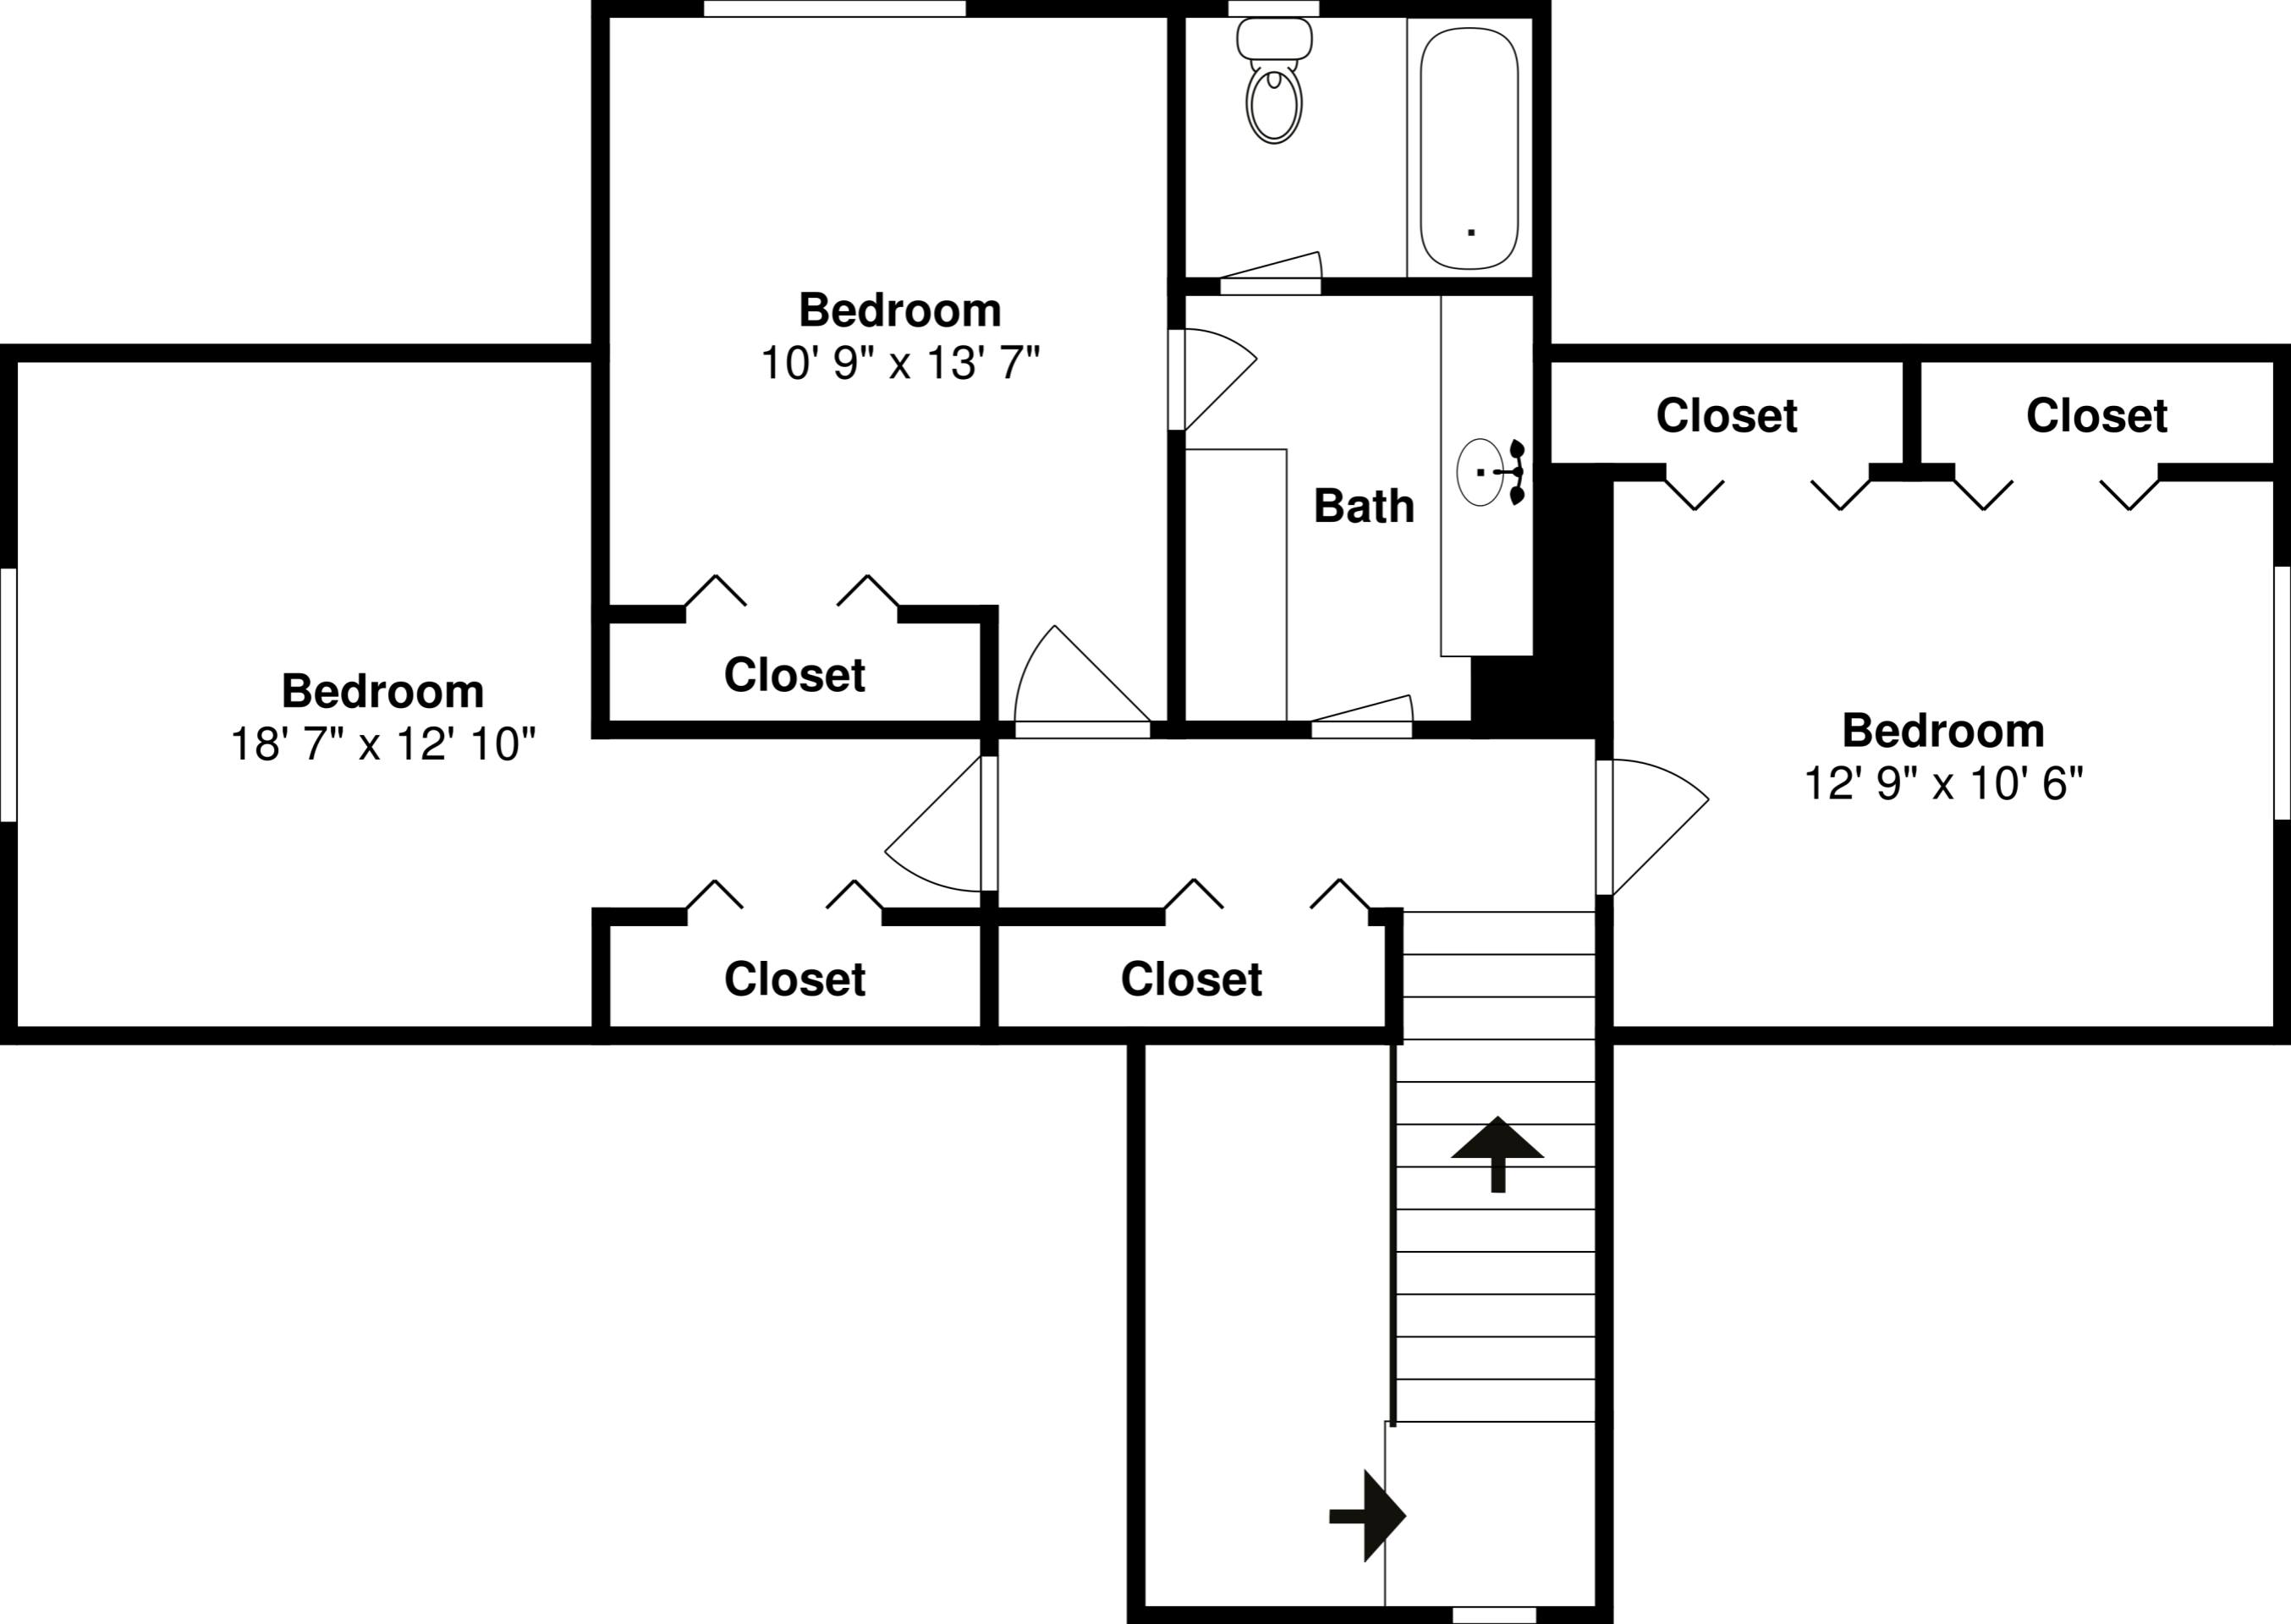 Bedroom
10' 9" x 13' 7"
Closet
Closet
Bath
Closet
Bedroom
18' 7" x 12' 10"
Bedroom
12' 9" x 10' 6"
Closet
Closet